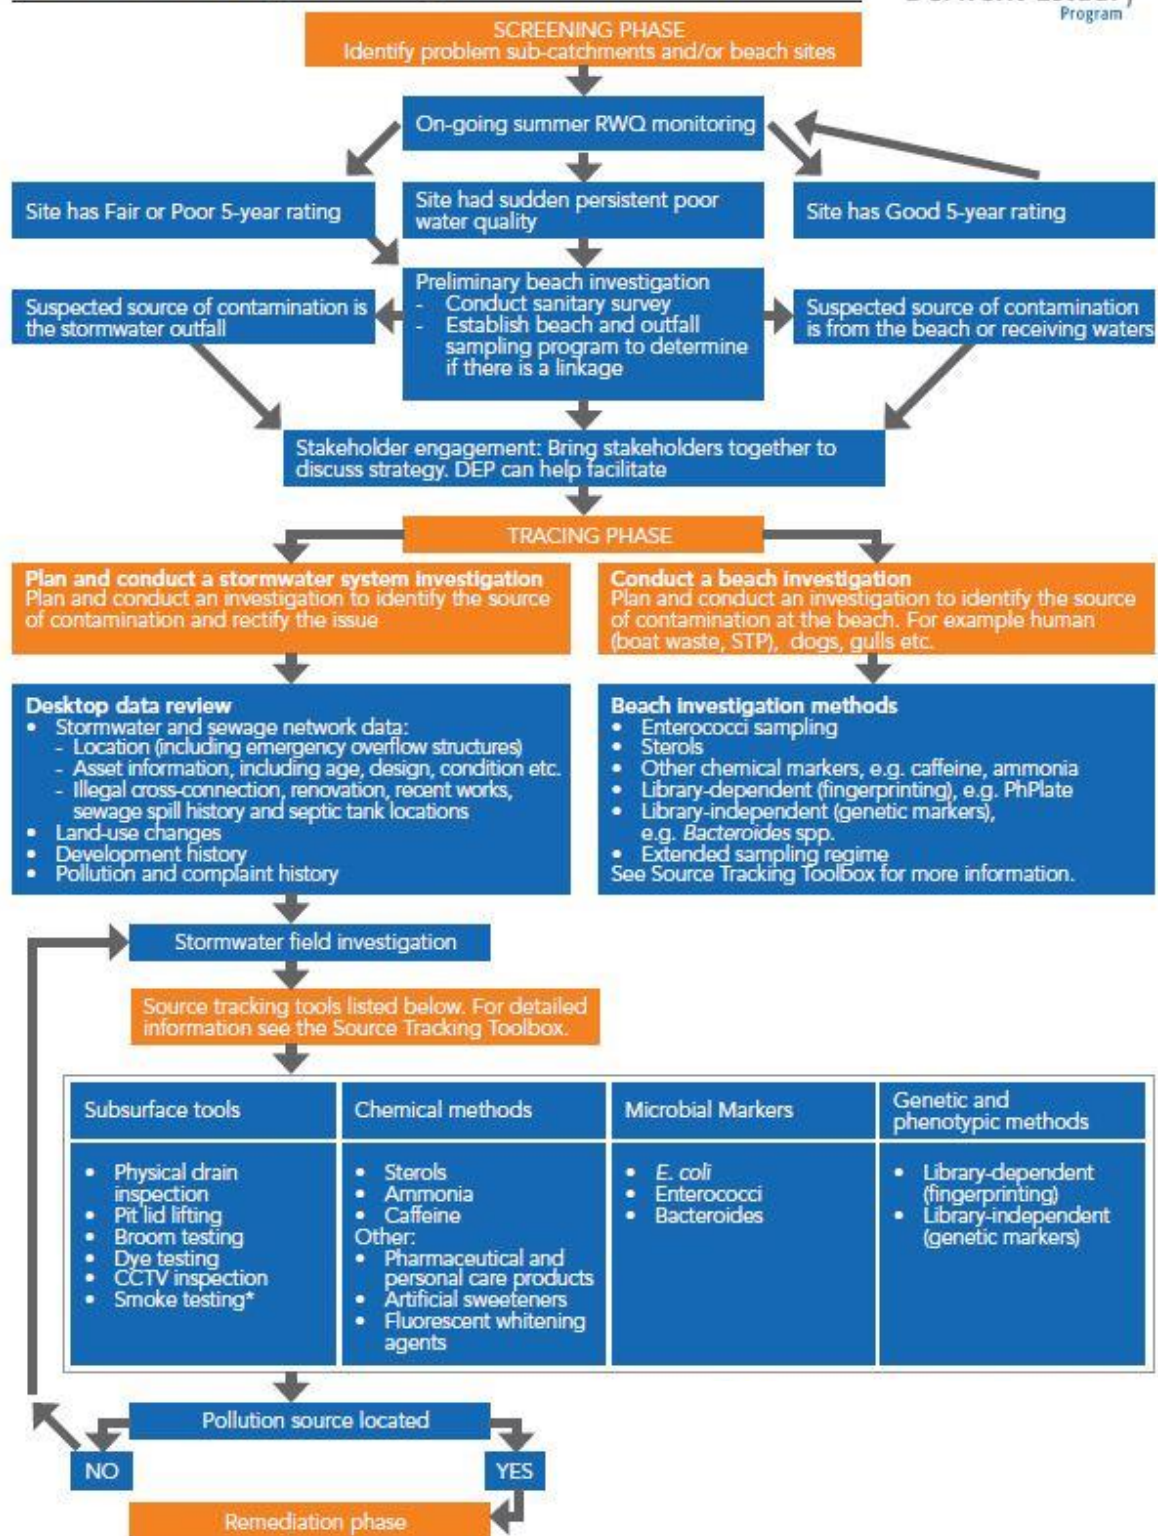 Program
SCREENING PHASE
Identify problem sub-catchments and/or beach sites
On-going summer RWQ monitoring
Site has Fair or Poor 5-year rating
Site had sudden persistent poor
water quality
Site has Good 5-year rating
Preliminary beach investigation
- Conduct sanitary survey
- Establish beach and outfall
sampling program to determine
if there is a linkage
Suspected source of contamination is
the stormwater outfall
Suspected source of contamination
is from the beach or receiving waters
Stakeholder engagement: Bring stakeholders together to
discuss strategy. DEP can help facilitate
TRACING PHASE
Plan and conduct a stormwater system investigation
Plan and conduct an investigation to identify the source
of contamination and rectify the issue
Conduct a beach investigation
Plan and conduct an investigation to identify the source
of contamination at the beach. For example human
(boat waste, STP), dogs, gulls etc.
Desktop data review
• Stormwater and sewage network data:
- Location (including emergency overflow structures)
- Asset information, including age, design, condition etc.
- Illegal cross-connection, renovation, recent works,
sewage spill history and septic tank locations
• Land-use changes
• Development history
• Pollution and complaint history
Beach investigation methods
• Enterococci sampling
• Sterols
• Other chemical markers, e.g. caffeine, ammonia
• Library-dependent (fingerprinting), e.g. PhPlate
• Library-independent (genetic markers),
e.g. Bacteroides spp.
• Extended sampling regime
See Source Tracking Toolbox for more information.
Stormwater field investigation
Source tracking tools listed below. For detailed
information see the Source Tracking Toolbox.
Subsurface tools
• Physical drain
inspection
• Pit lid lifting
• Broom testing
• Dye testing
• CCTV inspection
• Smoke testing*
Chemical methods
• Sterols
• Ammonia
• Caffeine
Other:
• Pharmaceutical and
personal care products
• Artificial sweeteners
• Fluorescent whitening
agents
Microbial Markers
• E. coli
• Enterococci
• Bacteroides
Genetic and
phenotypic methods
• Library-dependent
(fingerprinting)
• Library-independent
(genetic markers)
Pollution source located
NO
YES
Remediation phase